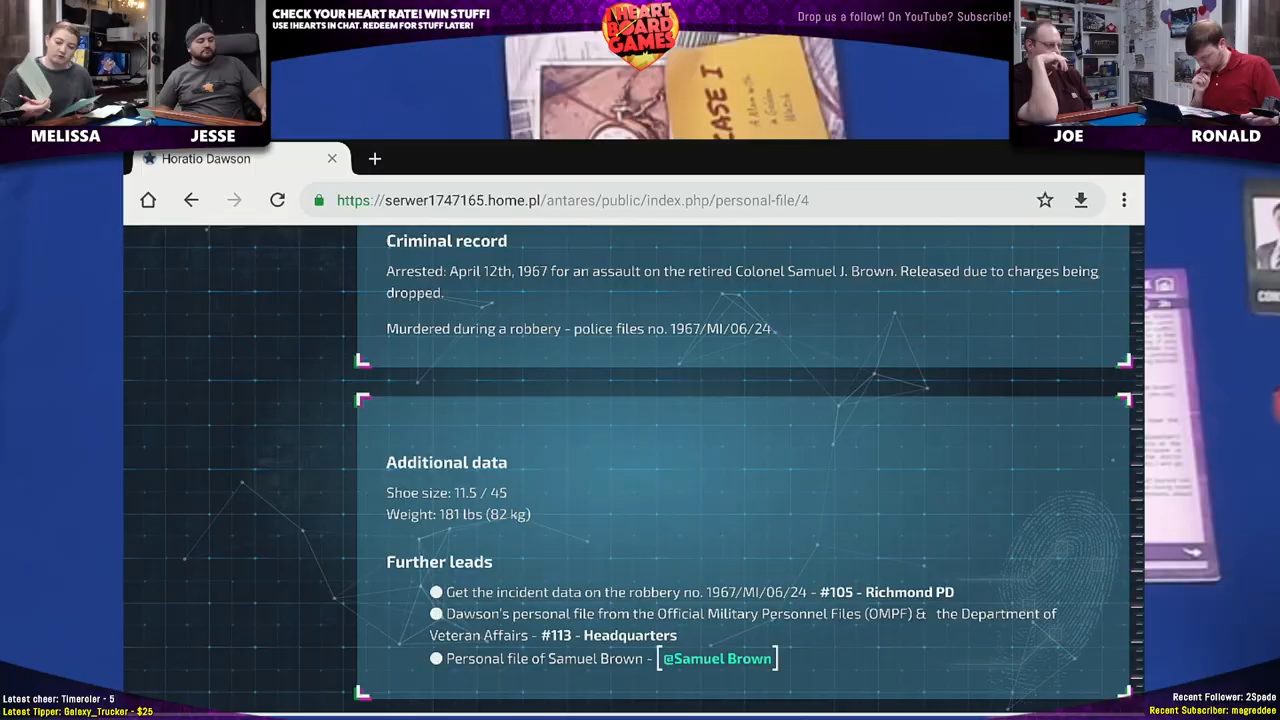 CHECK YOUR HEART RATE! WIN STUFF!
USE !HEARTS IN CHAT. REDEEM FOR STUFF LATER!
I HEART
BOARD
GAMES
Drop us a follow! On YouTube? Subscribe!
MELISSA
JESSE
JOE
RONALD
CASE I
Horatio Dawson
https://serwer1747165.home.pl/antares/public/index.php/personal-file/4
Criminal record
Arrested: April 12th, 1967 for an assault on the retired Colonel Samuel J. Brown. Released due to charges being
dropped.
Murdered during a robbery - police files no. 1967/MI/06/24.
Additional data
Shoe size: 11.5 / 45
Weight: 181 lbs (82 kg)
Further leads
Get the incident data on the robbery no. 1967/MI/06/24 - #105 - Richmond PD
Dawson's personal file from the Official Military Personnel Files (OMPF) & the Department of
Veteran Affairs - #113 - Headquarters
Personal file of Samuel Brown - [@Samuel Brown]
Latest cheer: Timeroler - 5
Latest Tipper: Galaxy_Trucker - $25
Recent Follower: 2Spede
Recent Subscriber: magreddee